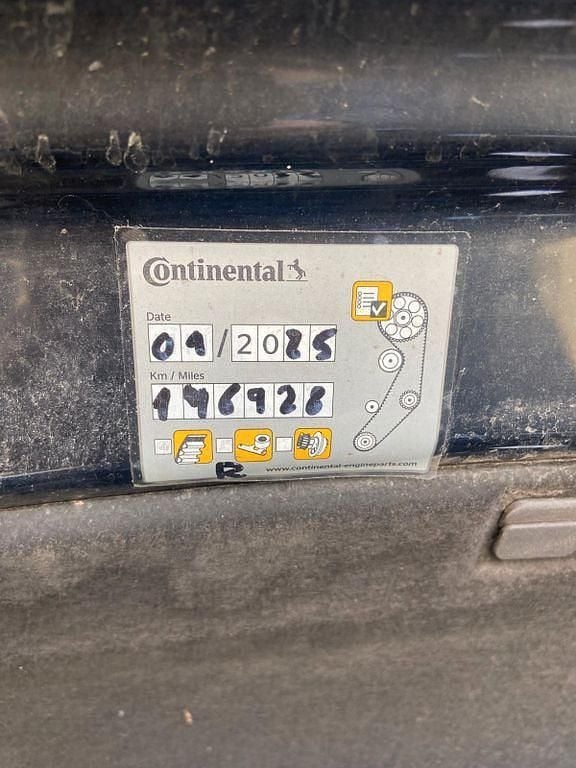 Continental
Date
09/2025
Km / Miles
146928
R
www.continental-engineparts.com